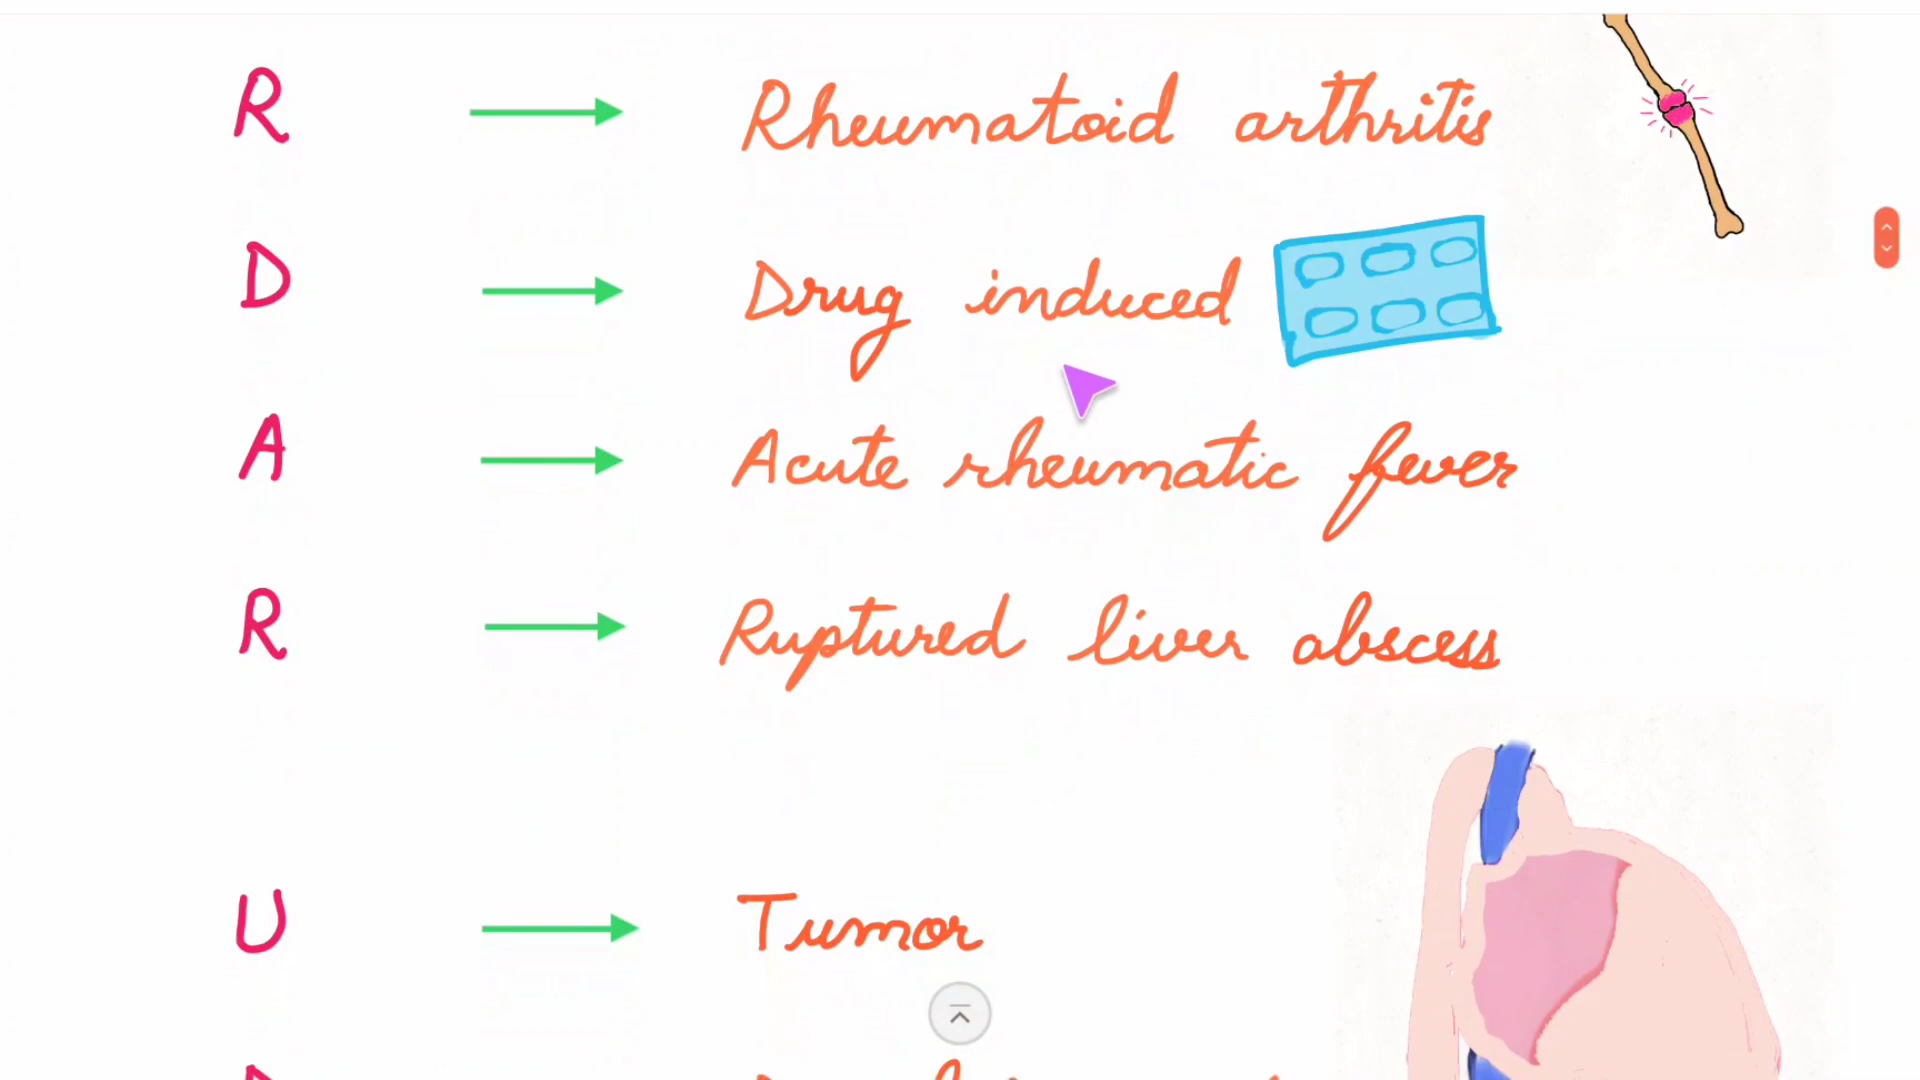 R → Rheumatoid arthritis
D → Drug induced
A → Acute rheumatic fever
R → Ruptured liver abscess
U → Tumor